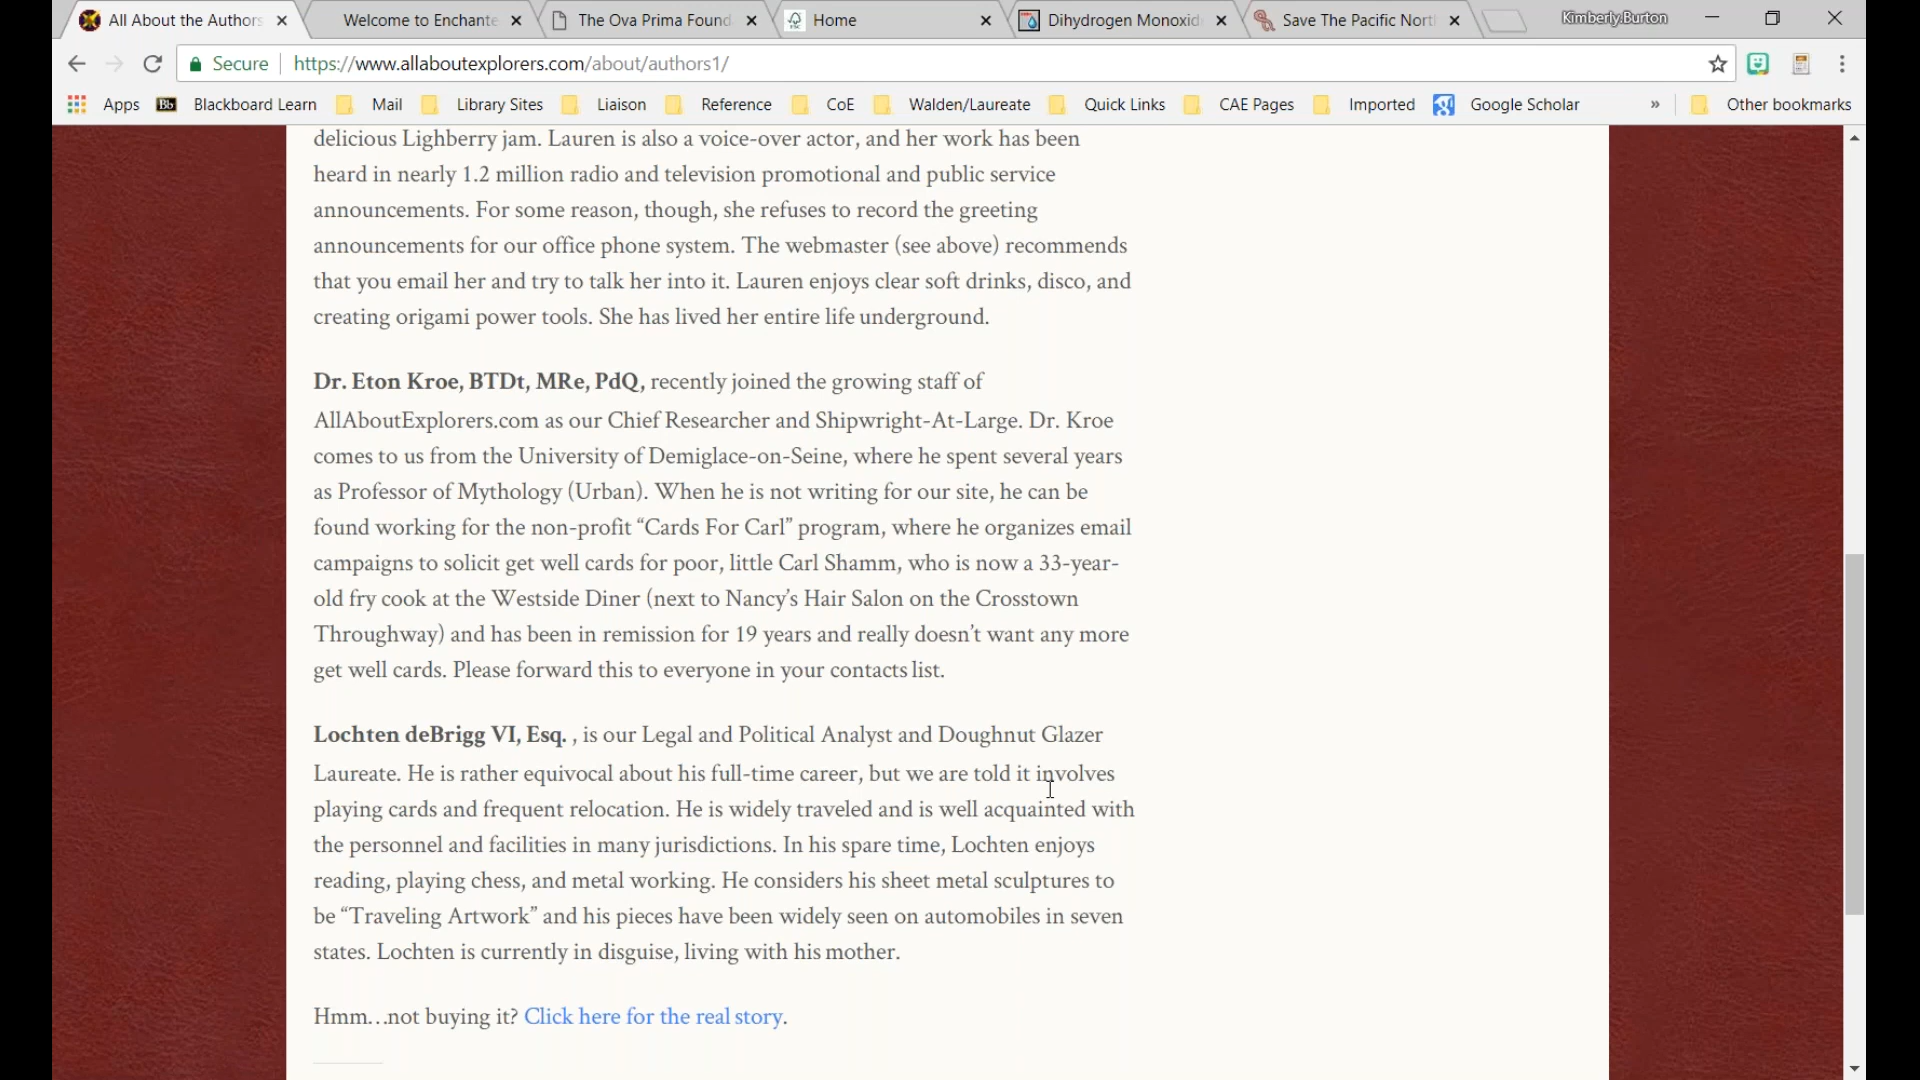 All About the Authors
Welcome to Enchante
The Ova Prima Found
Home
Dihydrogen Monoxid
Save The Pacific Nort
Kimberly.Burton
Secure
https://www.allaboutexplorers.com/about/authors1/
Apps
Bb
Blackboard Learn
Mail
Library Sites
Liaison
Reference
CoE
Walden/Laureate
Quick Links
CAE Pages
Imported
Google Scholar
»
Other bookmarks
delicious Lighberry jam. Lauren is also a voice-over actor, and her work has been
heard in nearly 1.2 million radio and television promotional and public service
announcements. For some reason, though, she refuses to record the greeting
announcements for our office phone system. The webmaster (see above) recommends
that you email her and try to talk her into it. Lauren enjoys clear soft drinks, disco, and
creating origami power tools. She has lived her entire life underground.
Dr. Eton Kroe, BTDt, MRe, PdQ, recently joined the growing staff of
AllAboutExplorers.com as our Chief Researcher and Shipwright-At-Large. Dr. Kroe
comes to us from the University of Demiglace-on-Seine, where he spent several years
as Professor of Mythology (Urban). When he is not writing for our site, he can be
found working for the non-profit “Cards For Carl” program, where he organizes email
campaigns to solicit get well cards for poor, little Carl Shamm, who is now a 33-year-
old fry cook at the Westside Diner (next to Nancy’s Hair Salon on the Crosstown
Throughway) and has been in remission for 19 years and really doesn’t want any more
get well cards. Please forward this to everyone in your contacts list.
Lochten deBrigg VI, Esq. , is our Legal and Political Analyst and Doughnut Glazer
Laureate. He is rather equivocal about his full-time career, but we are told it involves
playing cards and frequent relocation. He is widely traveled and is well acquainted with
the personnel and facilities in many jurisdictions. In his spare time, Lochten enjoys
reading, playing chess, and metal working. He considers his sheet metal sculptures to
be “Traveling Artwork” and his pieces have been widely seen on automobiles in seven
states. Lochten is currently in disguise, living with his mother.
Hmm…not buying it? Click here for the real story.